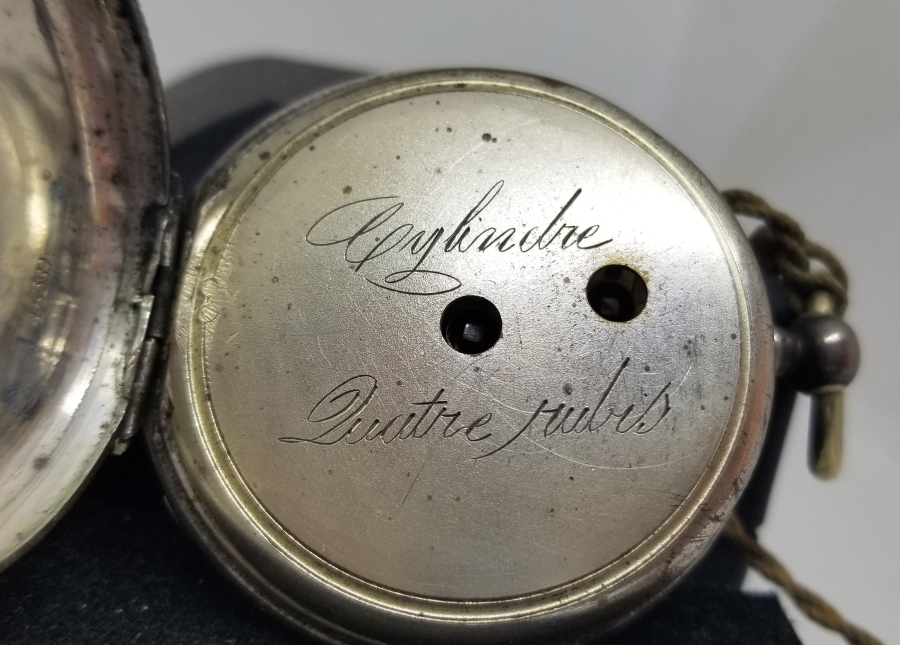 Cylindre
Quatre rubis